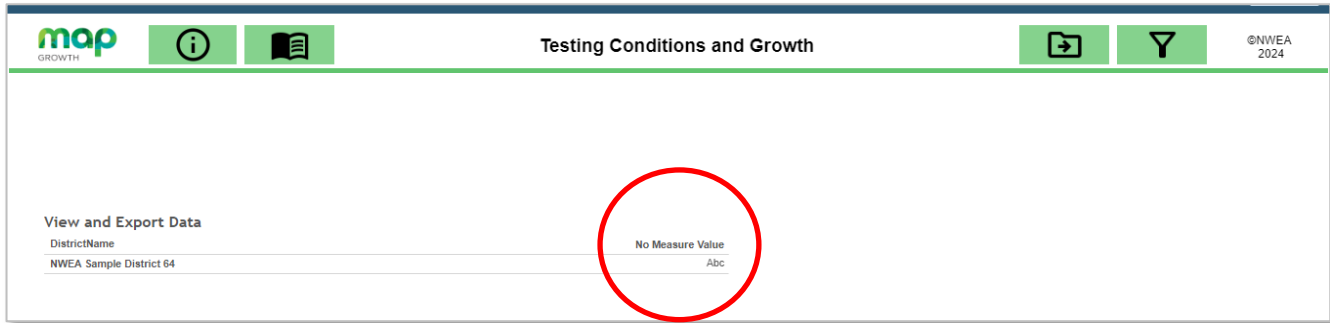 map
GROWTH
Testing Conditions and Growth
©NWEA
2024
View and Export Data
DistrictName No Measure Value
NWEA Sample District 64 Abc